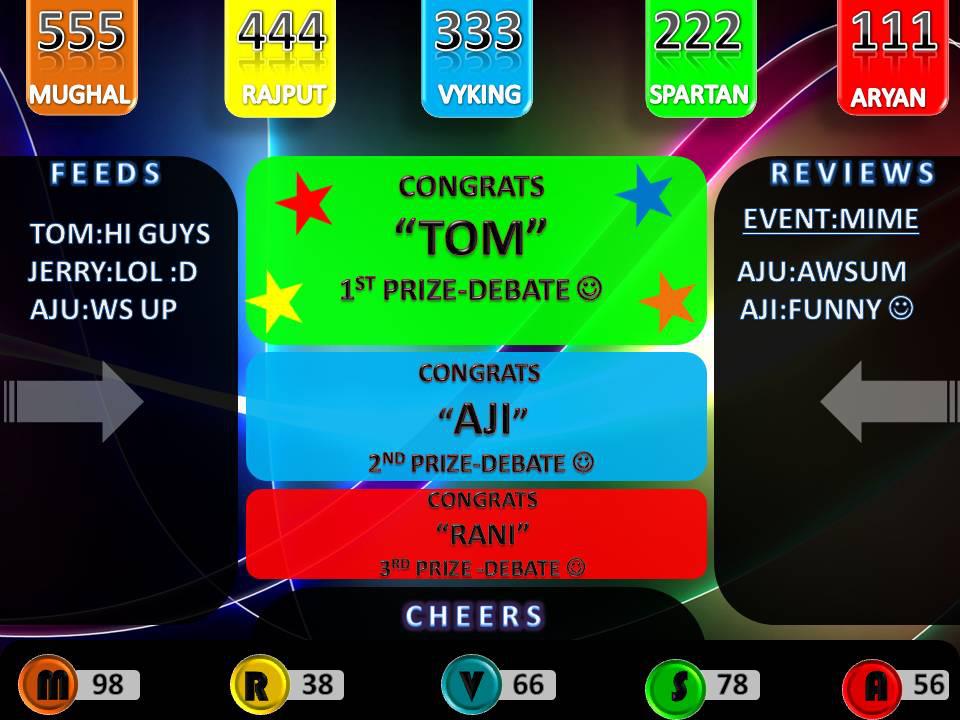 555 444 333 222 111
MUGHAL RAJPUT VYKING SPARTAN ARYAN
FEEDS
TOM:HI GUYS
JERRY:LOL :D
AJU:WS UP
CONGRATS
“TOM”
1ST PRIZE-DEBATE ☺
CONGRATS
“AJI”
2ND PRIZE-DEBATE ☺
CONGRATS
“RANI”
3RD PRIZE -DEBATE ☺
REVIEWS
EVENT:MIME
AJU:AWSUM
AJI:FUNNY ☺
CHEERS
M 98 R 38 V 66 S 78 A 56